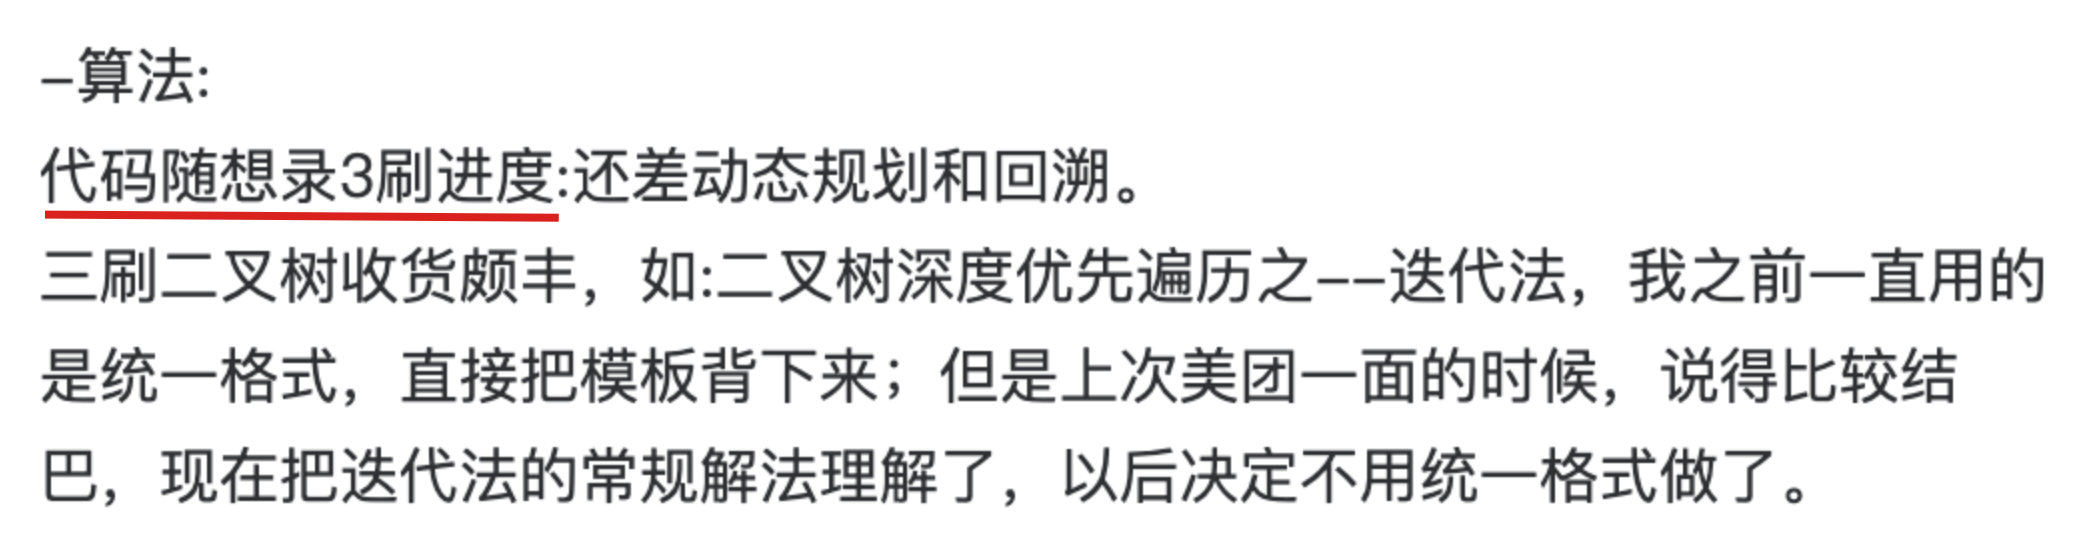 –算法:
代码随想录3刷进度:还差动态规划和回溯。
三刷二叉树收货颇丰，如:二叉树深度优先遍历之--迭代法，我之前一直用的
是统一格式，直接把模板背下来；但是上次美团一面的时候，说得比较结
巴，现在把迭代法的常规解法理解了，以后决定不用统一格式做了。